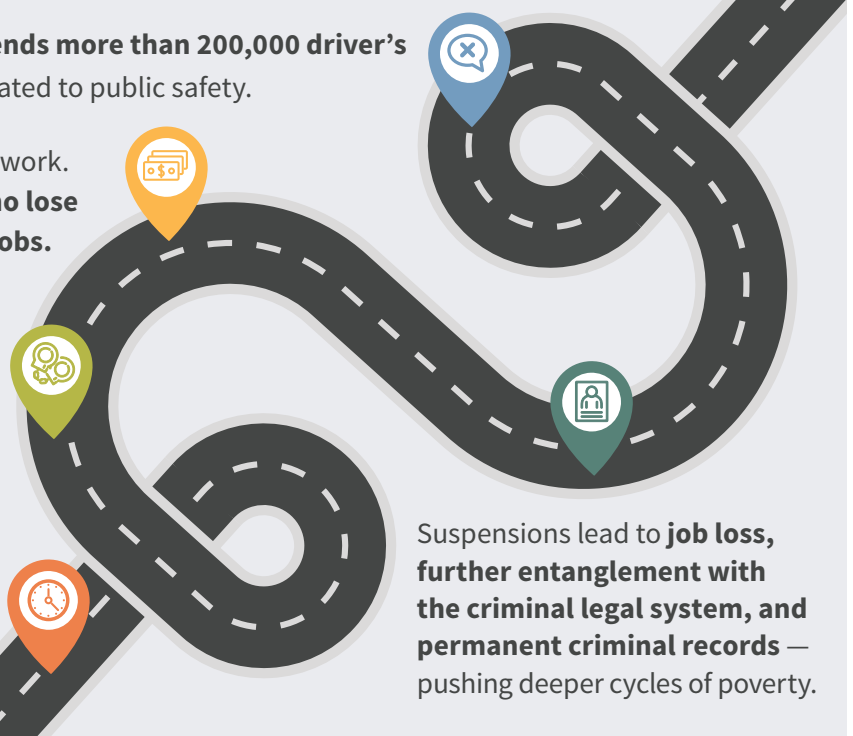 ends more than 200,000 driver’s
ated to public safety.
work.
no lose
obs.
Suspensions lead to job loss,
further entanglement with
the criminal legal system, and
permanent criminal records —
pushing deeper cycles of poverty.